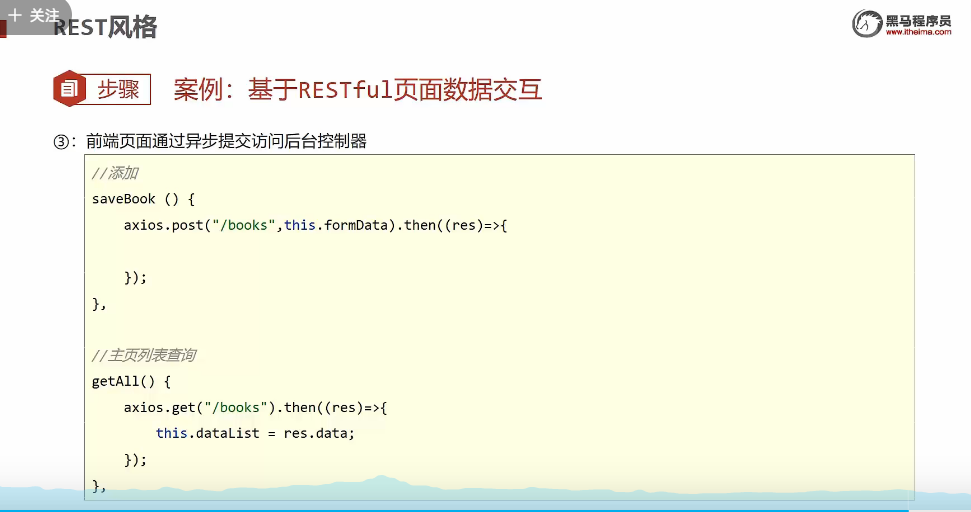 + 关注
REST风格
黑马程序员
www.itheima.com
步骤
案例：基于RESTful页面数据交互
③：前端页面通过异步提交访问后台控制器
//添加
saveBook () {
    axios.post("/books",this.formData).then((res)=>{
    });
},
//主页列表查询
getAll() {
    axios.get("/books").then((res)=>{
        this.dataList = res.data;
    });
},